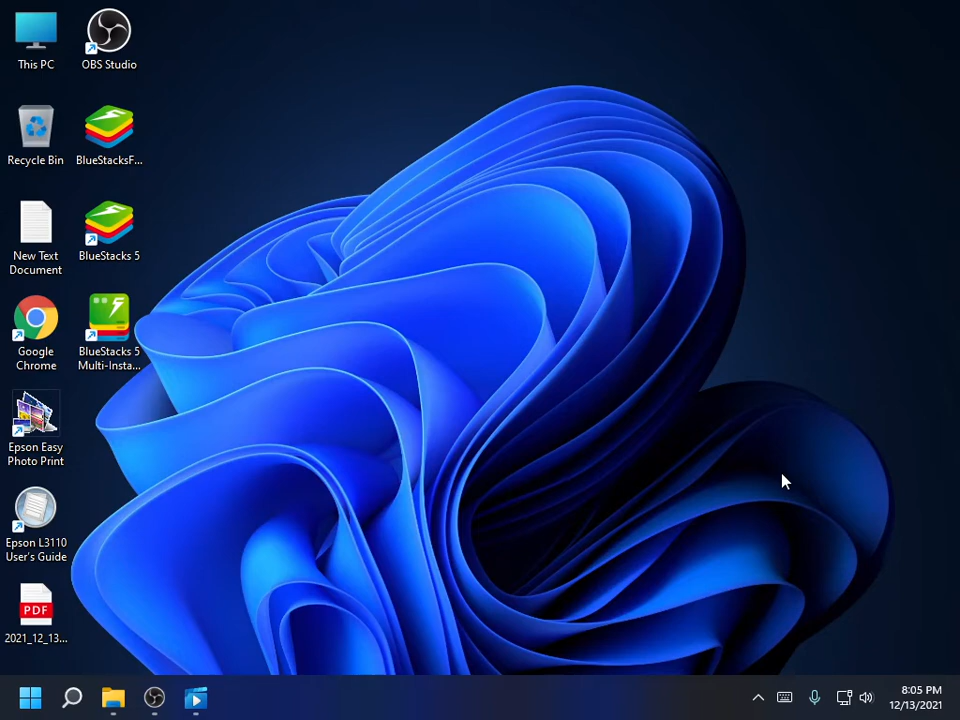 This PC
OBS Studio
Recycle Bin
BlueStacksF...
New Text
Document
BlueStacks 5
Google
Chrome
BlueStacks 5
Multi-Insta...
Epson Easy
Photo Print
Epson L3110
User's Guide
PDF
2021_12_13...
8:05 PM
12/13/2021